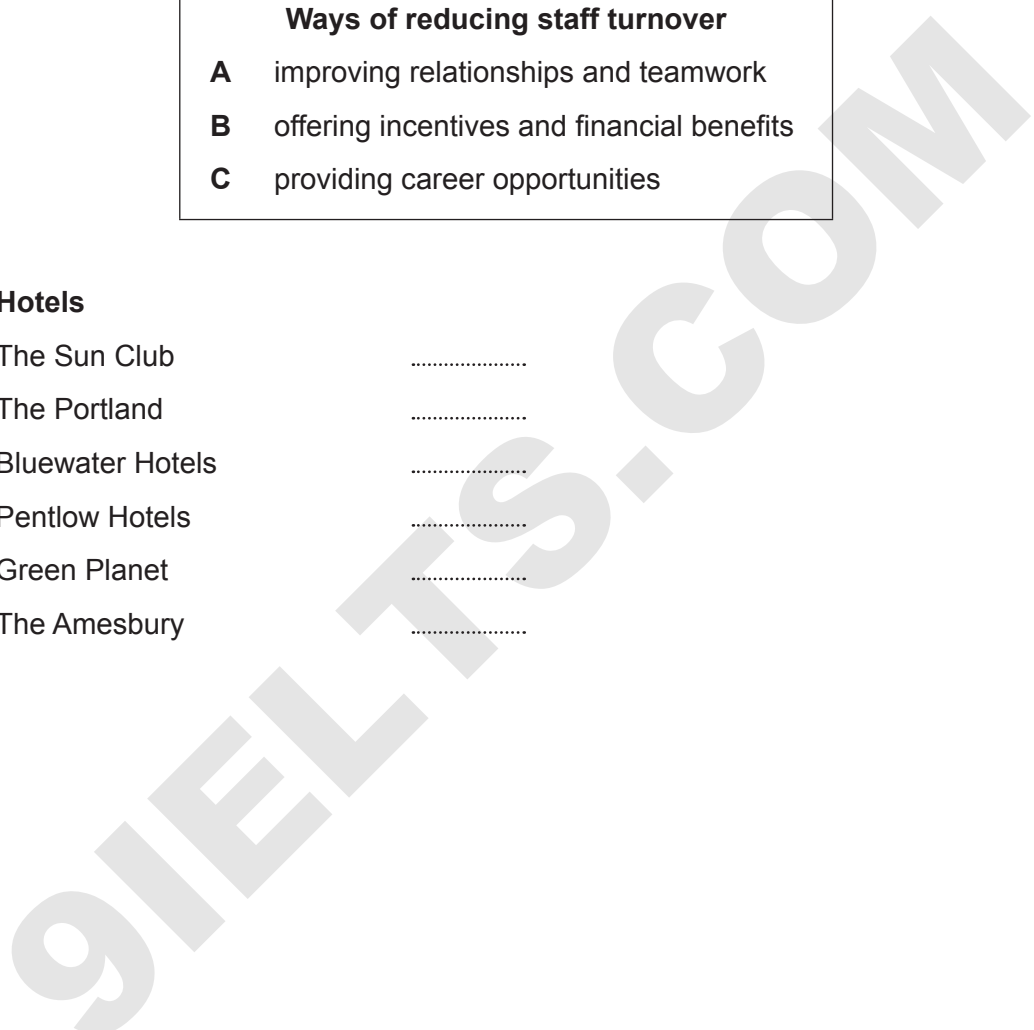 Ways of reducing staff turnover
A improving relationships and teamwork
B offering incentives and financial benefits
C providing career opportunities
Hotels
The Sun Club ......................
The Portland ......................
Bluewater Hotels ......................
Pentlow Hotels ......................
Green Planet ......................
The Amesbury ......................
9IELTS.COM